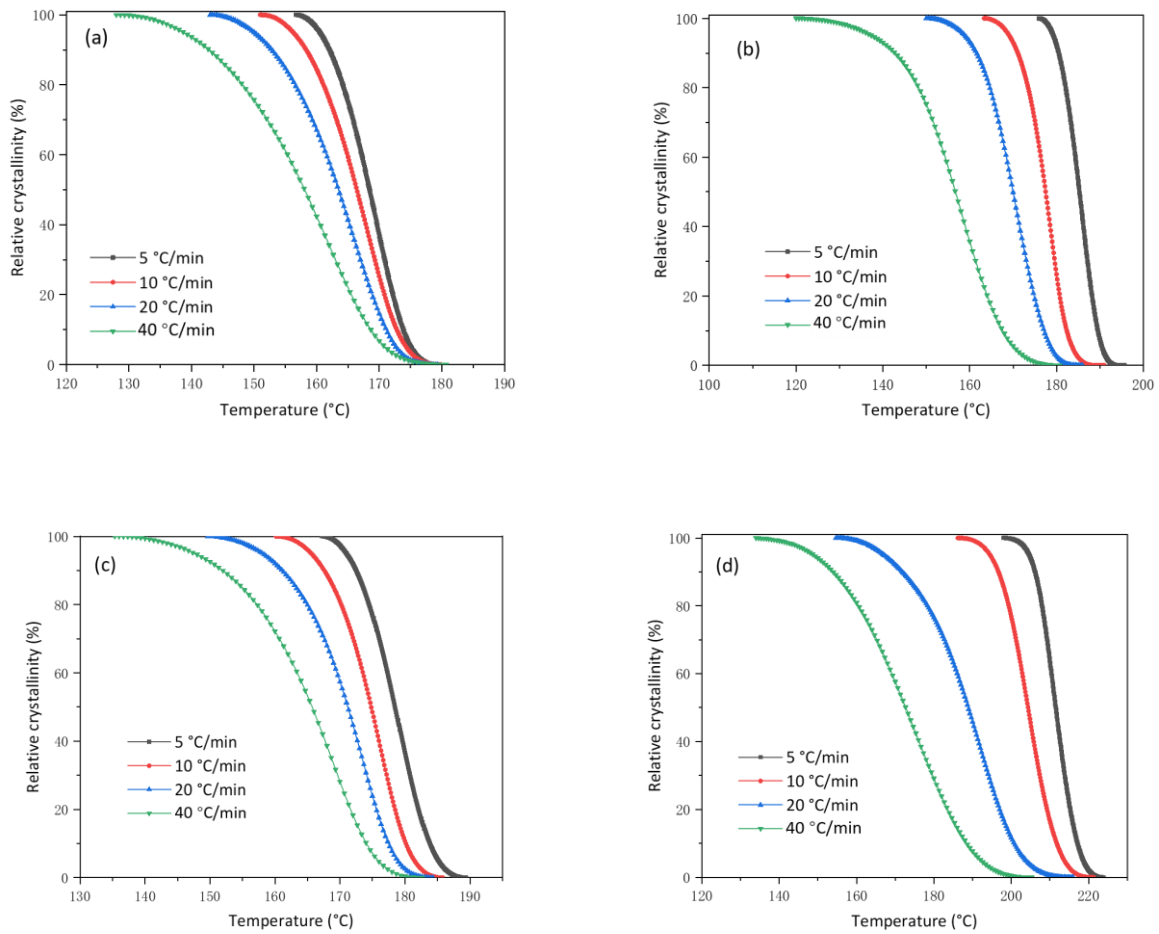 (a)
Relative crystallinity (%)
100
80
60
40
20
0
5 °C/min
10 °C/min
20 °C/min
40 °C/min
120 130 140 150 160 170 180 190
Temperature (°C)
(b)
Relative crystallinity (%)
100
80
60
40
20
0
5 °C/min
10 °C/min
20 °C/min
40 °C/min
100 120 140 160 180 200
Temperature (°C)
(c)
Relative crystallinity (%)
100
80
60
40
20
0
5 °C/min
10 °C/min
20 °C/min
40 °C/min
130 140 150 160 170 180 190
Temperature (°C)
(d)
Relative crystallinity (%)
100
80
60
40
20
0
5 °C/min
10 °C/min
20 °C/min
40 °C/min
120 140 160 180 200 220
Temperature (°C)